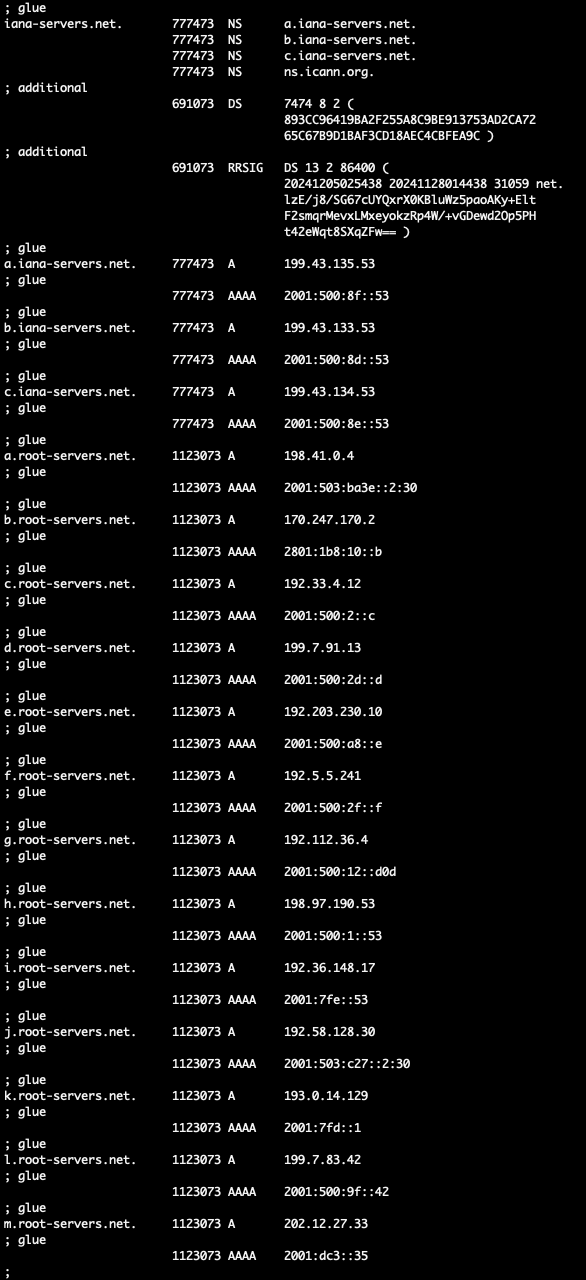 ; glue
iana-servers.net. 777473 NS a.iana-servers.net.
777473 NS b.iana-servers.net.
777473 NS c.iana-servers.net.
777473 NS ns.icann.org.
; additional
691073 DS 7474 8 2 (
893CC96419BA2F255A8C9BE913753AD2CA72
65C67B9D1BAF3CD18AEC4CBFEA9C )
; additional
691073 RRSIG DS 13 2 86400 (
20241205025438 20241128014438 31059 net.
lzE/j8/SG67cUYQxrX0KBluWz5paoAKy+Elt
F2smqrMevxLMxeyokzRp4W/+vGDewd2Op5PH
t42eWqt8SXqZFw== )
; glue
a.iana-servers.net. 777473 A 199.43.135.53
; glue
777473 AAAA 2001:500:8f::53
; glue
b.iana-servers.net. 777473 A 199.43.133.53
; glue
777473 AAAA 2001:500:8d::53
; glue
c.iana-servers.net. 777473 A 199.43.134.53
; glue
777473 AAAA 2001:500:8e::53
; glue
a.root-servers.net. 1123073 A 198.41.0.4
; glue
1123073 AAAA 2001:503:ba3e::2:30
; glue
b.root-servers.net. 1123073 A 170.247.170.2
; glue
1123073 AAAA 2801:1b8:10::b
; glue
c.root-servers.net. 1123073 A 192.33.4.12
; glue
1123073 AAAA 2001:500:2::c
; glue
d.root-servers.net. 1123073 A 199.7.91.13
; glue
1123073 AAAA 2001:500:2d::d
; glue
e.root-servers.net. 1123073 A 192.203.230.10
; glue
1123073 AAAA 2001:500:a8::e
; glue
f.root-servers.net. 1123073 A 192.5.5.241
; glue
1123073 AAAA 2001:500:2f::f
; glue
g.root-servers.net. 1123073 A 192.112.36.4
; glue
1123073 AAAA 2001:500:12::d0d
; glue
h.root-servers.net. 1123073 A 198.97.190.53
; glue
1123073 AAAA 2001:500:1::53
; glue
i.root-servers.net. 1123073 A 192.36.148.17
; glue
1123073 AAAA 2001:7fe::53
; glue
j.root-servers.net. 1123073 A 192.58.128.30
; glue
1123073 AAAA 2001:503:c27::2:30
; glue
k.root-servers.net. 1123073 A 193.0.14.129
; glue
1123073 AAAA 2001:7fd::1
; glue
l.root-servers.net. 1123073 A 199.7.83.42
; glue
1123073 AAAA 2001:500:9f::42
; glue
m.root-servers.net. 1123073 A 202.12.27.33
; glue
1123073 AAAA 2001:dc3::35
;